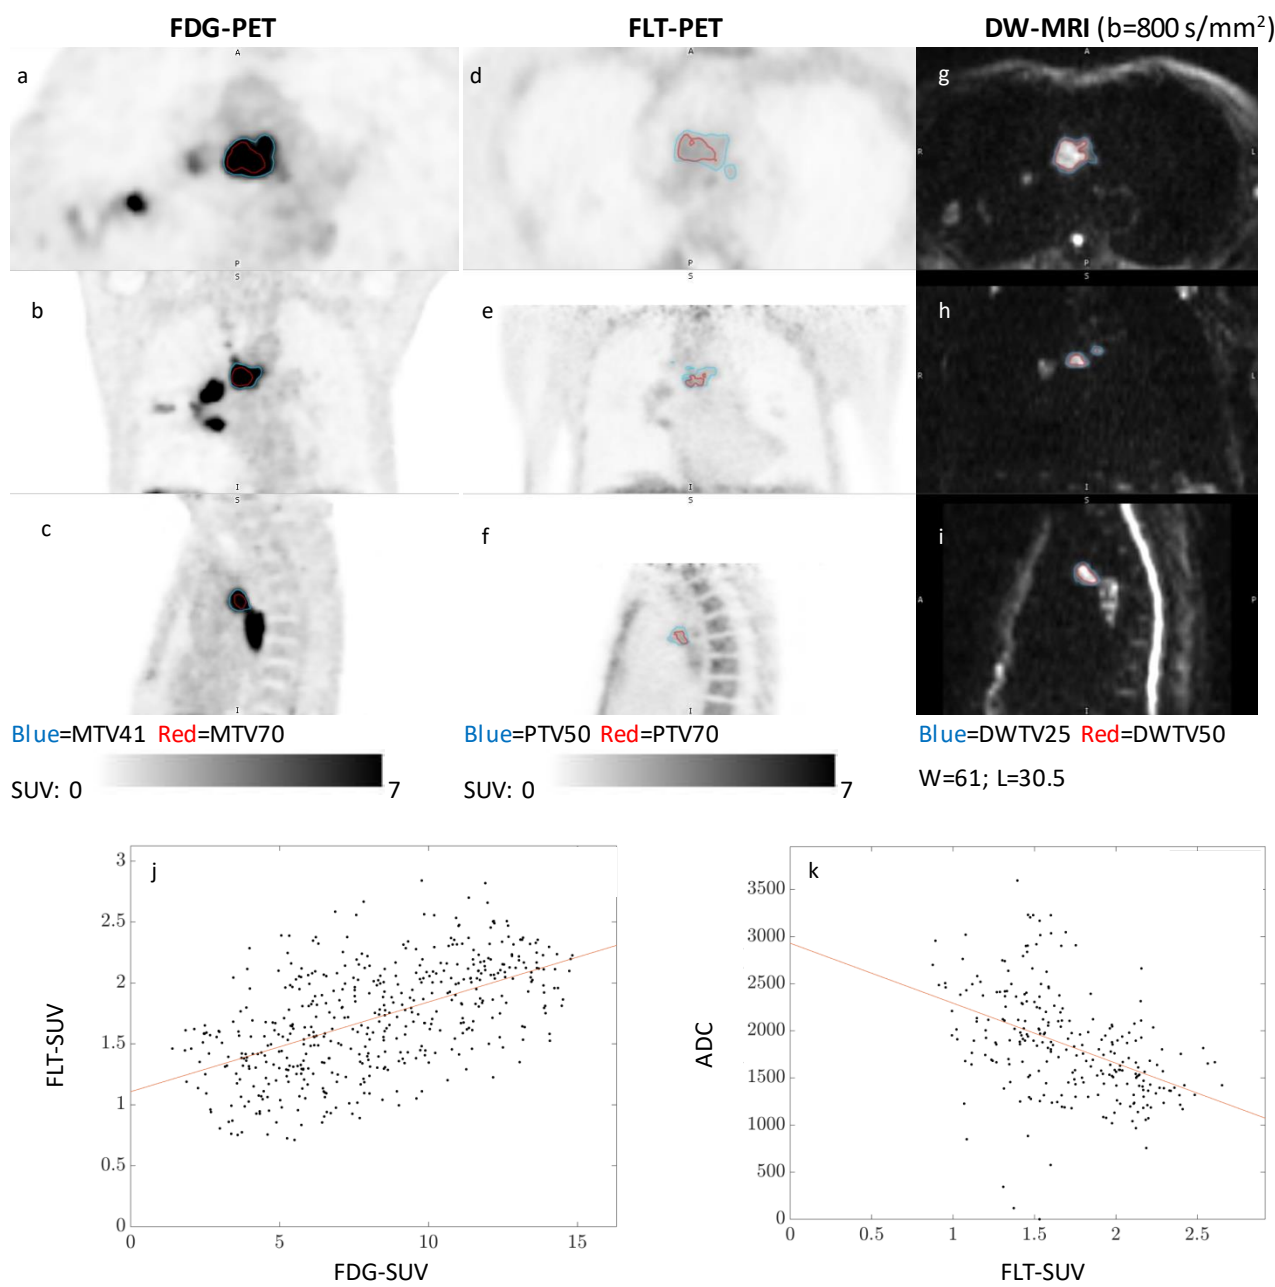 FDG-PET FLT-PET DW-MRI (b=800 s/mm²)
A A A
a d g
R L
P P P
S S S
b e h
R L
I I I
S S S
c f i
A P
I I I
Blue=MTV41 Red=MTV70 Blue=PTV50 Red=PTV70 Blue=DWTV25 Red=DWTV50
SUV: 0 7 SUV: 0 7 W=61; L=30.5
j
3
2.5
2
1.5
1
0.5
0
0 5 10 15
FLT-SUV
FDG-SUV
k
3500
3000
2500
2000
1500
1000
500
0
0 0.5 1 1.5 2 2.5
ADC
FLT-SUV